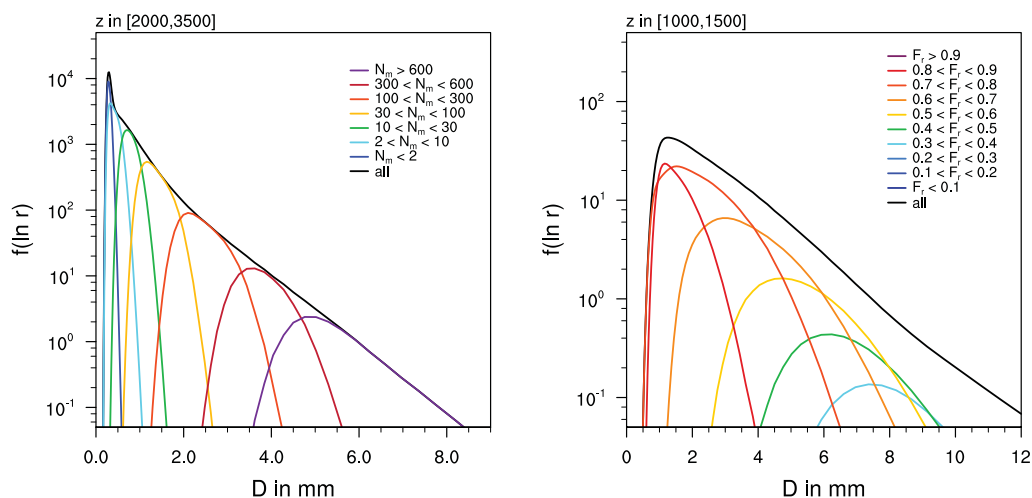 z in [2000,3500]
f(ln r)
10⁴
10³
10²
10¹
10⁰
10⁻¹
N_m > 600
300 < N_m < 600
100 < N_m < 300
30 < N_m < 100
10 < N_m < 30
2 < N_m < 10
N_m < 2
all
0.0 2.0 4.0 6.0 8.0
D in mm
z in [1000,1500]
f(ln r)
10²
10¹
10⁰
10⁻¹
F_r > 0.9
0.8 < F_r < 0.9
0.7 < F_r < 0.8
0.6 < F_r < 0.7
0.5 < F_r < 0.6
0.4 < F_r < 0.5
0.3 < F_r < 0.4
0.2 < F_r < 0.3
0.1 < F_r < 0.2
F_r < 0.1
all
0 2 4 6 8 10 12
D in mm